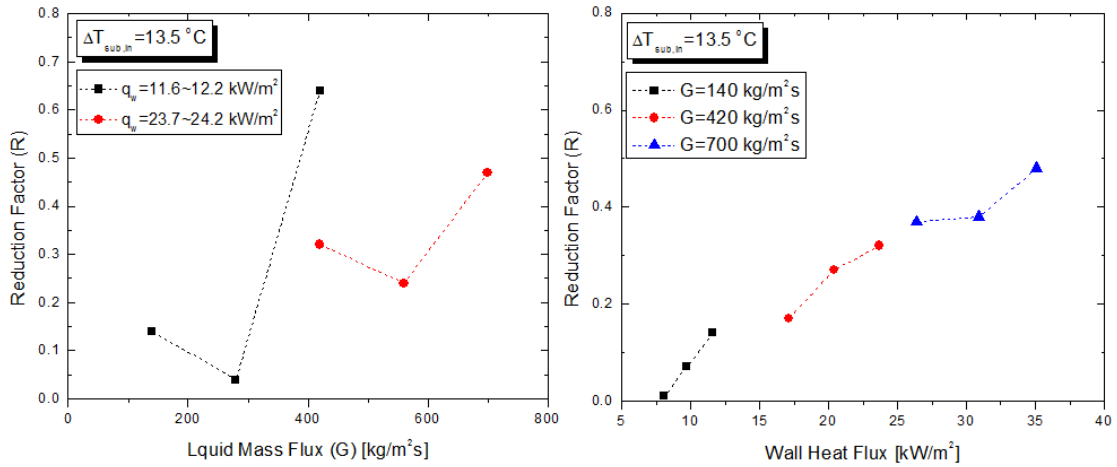 ΔT_sub,in=13.5 °C
q_w=11.6~12.2 kW/m²
q_w=23.7~24.2 kW/m²
Reduction Factor (R)
0.8
0.7
0.6
0.5
0.4
0.3
0.2
0.1
0.0
0 200 400 600 800
Lquid Mass Flux (G) [kg/m²s]
ΔT_sub,in=13.5 °C
G=140 kg/m²s
G=420 kg/m²s
G=700 kg/m²s
Reduction Factor (R)
0.8
0.6
0.4
0.2
0.0
5 10 15 20 25 30 35 40
Wall Heat Flux [kW/m²]